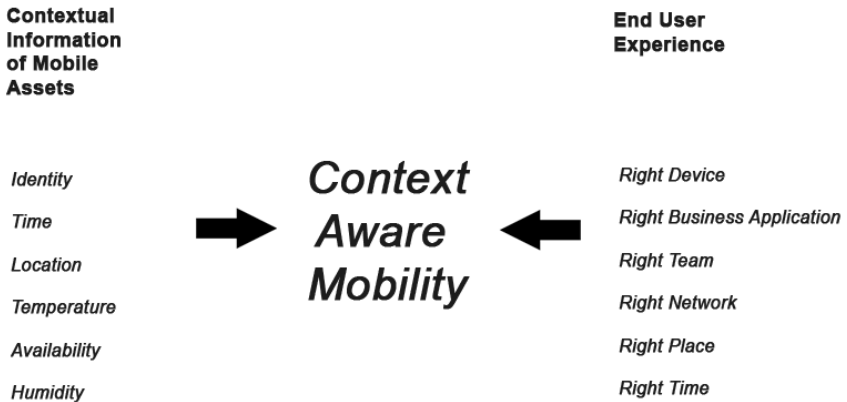 Contextual
Information
of Mobile
Assets
Identity
Time
Location
Temperature
Availability
Humidity
Context
Aware
Mobility
End User
Experience
Right Device
Right Business Application
Right Team
Right Network
Right Place
Right Time